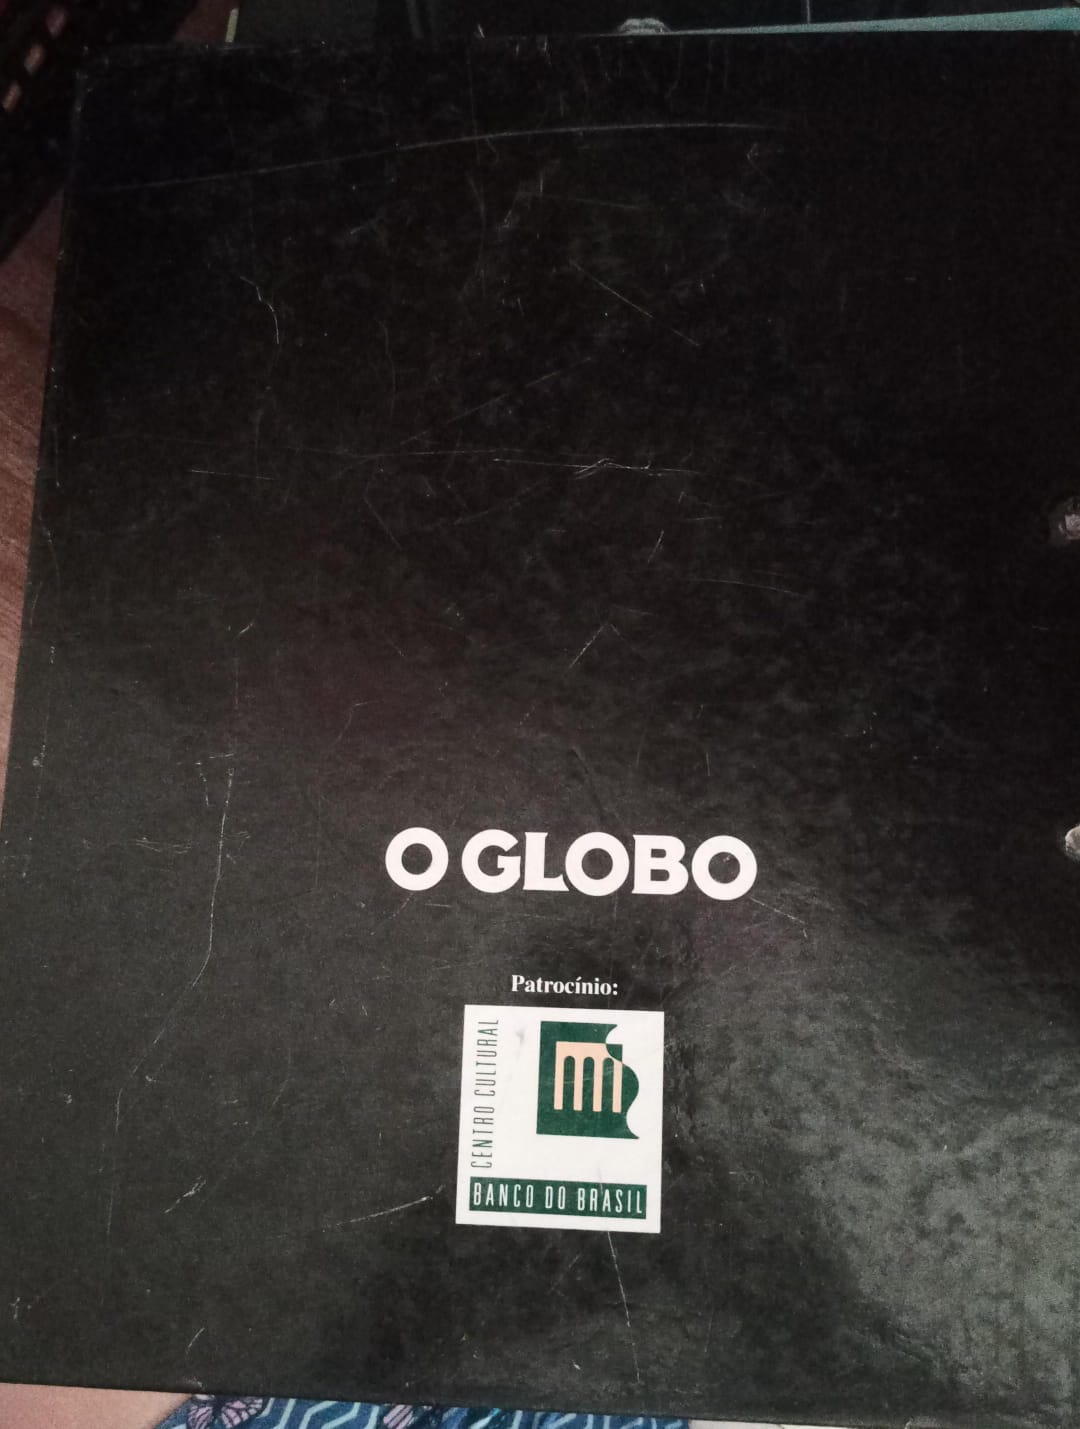 O GLOBO
Patrocínio:
CENTRO CULTURAL
BANCO DO BRASIL